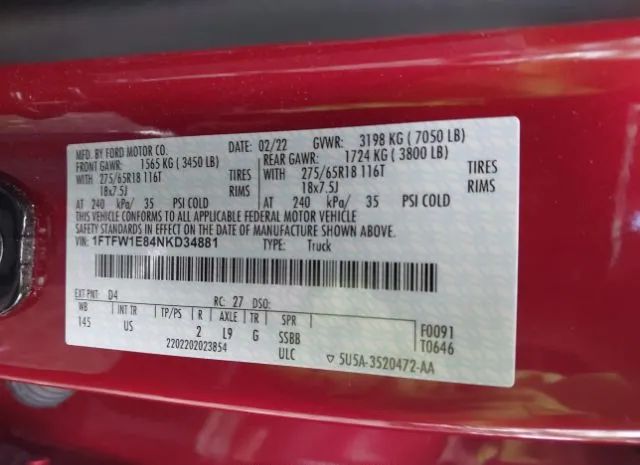 MFD. BY FORD MOTOR CO.
DATE: 02/22 GVWR: 3198 KG ( 7050 LB)
FRONT GAWR: 1565 KG ( 3450 LB) REAR GAWR: 1724 KG ( 3800 LB)
WITH 275/65R18 116T TIRES WITH 275/65R18 116T TIRES
18x7.5J RIMS 18x7.5J RIMS
AT 240 kPa/ 35 PSI COLD AT 240 kPa/ 35 PSI COLD
THIS VEHICLE CONFORMS TO ALL APPLICABLE FEDERAL MOTOR VEHICLE
SAFETY STANDARDS IN EFFECT ON THE DATE OF MANUFACTURE SHOWN ABOVE.
VIN: 1FTFW1E84NKD34881 TYPE: Truck
EXT PNT: D4 RC: 27 DSO:
WB INT TR TP/PS R AXLE TR SPR
145 US 2 L9 G SSBB
F0091
T0646
2202202023854 ULC 5U5A-3520472-AA